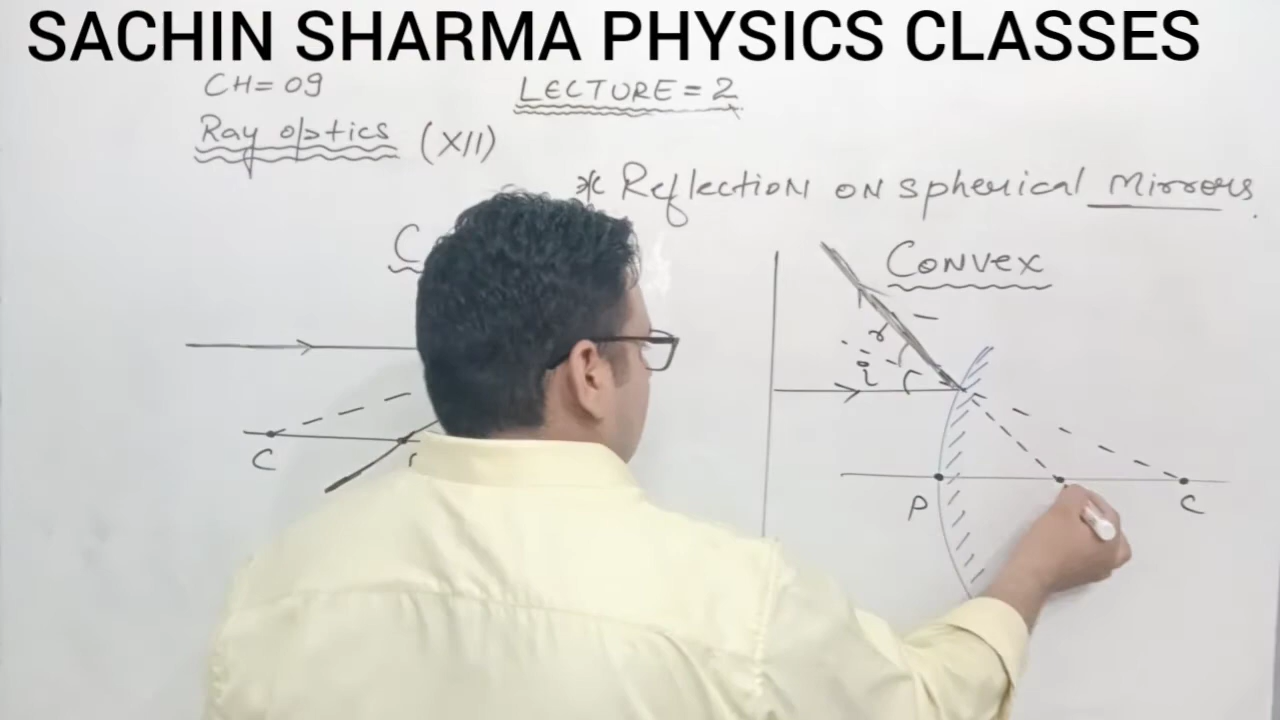 SACHIN SHARMA PHYSICS CLASSES
CH=09
LECTURE = 2
Ray optics (XII)
* Reflection on spherical Mirrors.
C
Convex
r
i
C
P
C